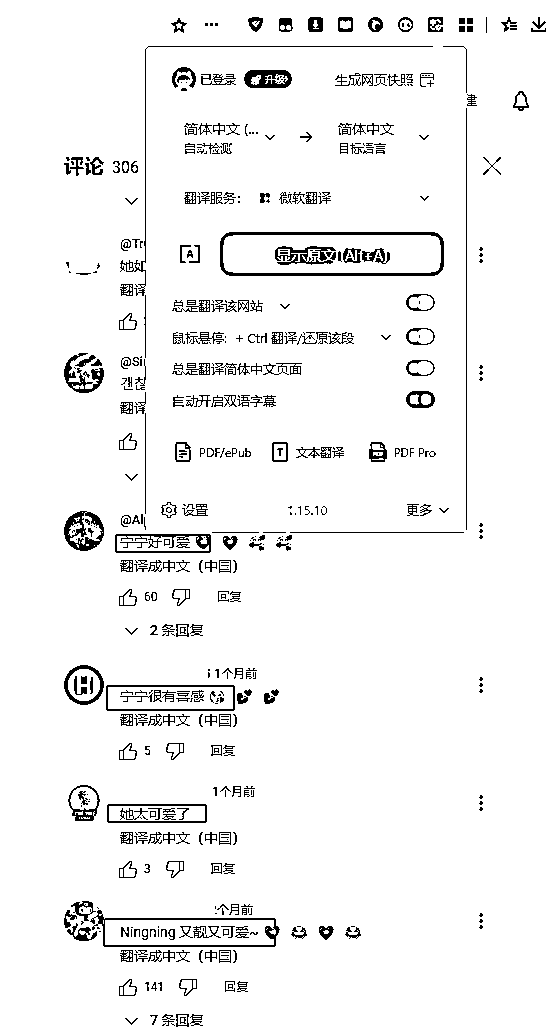 已登录 升级
生成网页快照
建
简体中文 (...
自动检测
简体中文
目标语言
评论 306
翻译服务: 微软翻译
@Tr
A
显示原文 (Alt+A)
她如
翻译
总是翻译该网站
鼠标悬停: + Ctrl 翻译/还原该段
@Si
总是翻译简体中文页面
괜찮
自动开启双语字幕
翻译
PDF/ePub
T 文本翻译
PDF Pro
设置
.15.10
更多
@Al
宁宁好可爱
翻译成中文（中国）
60 回复
2 条回复
1个月前
宁宁很有喜感
翻译成中文（中国）
5 回复
1个月前
她太可爱了
翻译成中文（中国）
3 回复
个月前
Ningning 又靓又可爱~
翻译成中文（中国）
141 回复
7 条回复